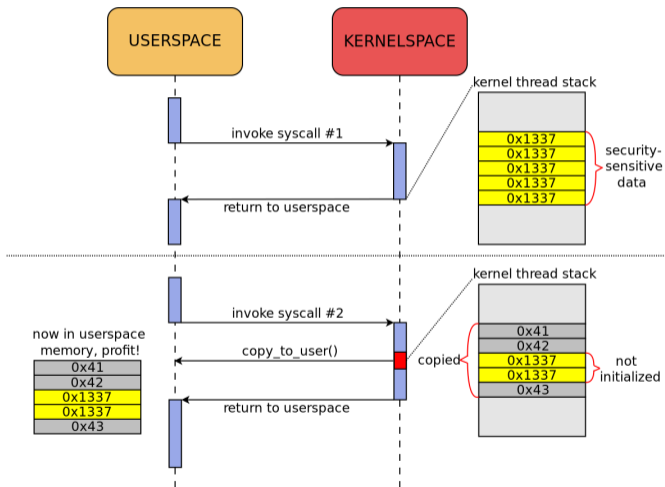 USERSPACE
KERNELSPACE
kernel thread stack
invoke syscall #1
0x1337
0x1337
0x1337
0x1337
0x1337
security-
sensitive
data
return to userspace
kernel thread stack
invoke syscall #2
now in userspace
memory, profit!
copy_to_user()
copied
0x41
0x42
0x1337
0x1337
0x43
not
initialized
0x41
0x42
0x1337
0x1337
0x43
return to userspace